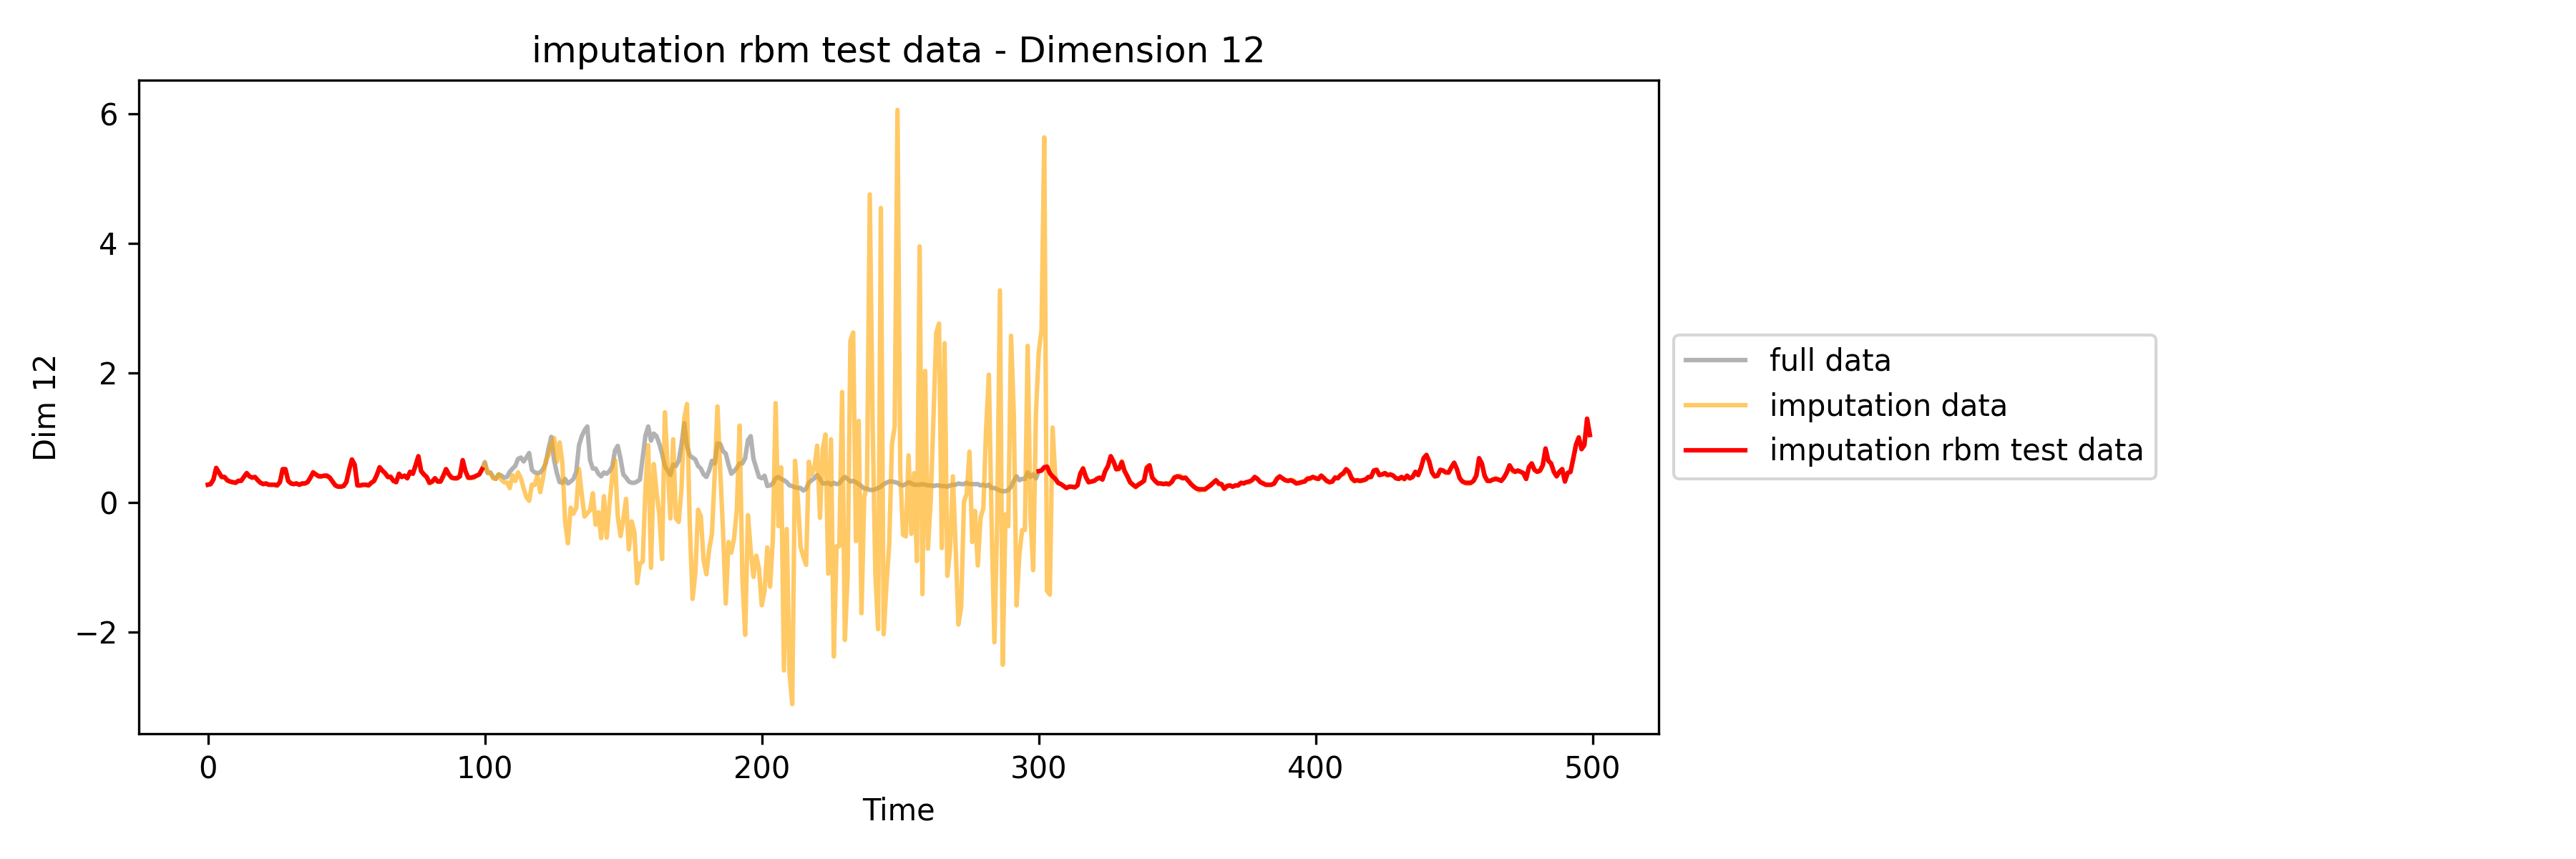 imputation rbm test data - Dimension 12
6
4
2
0
−2
Dim 12
0
100
200
300
400
500
Time
full data
imputation data
imputation rbm test data